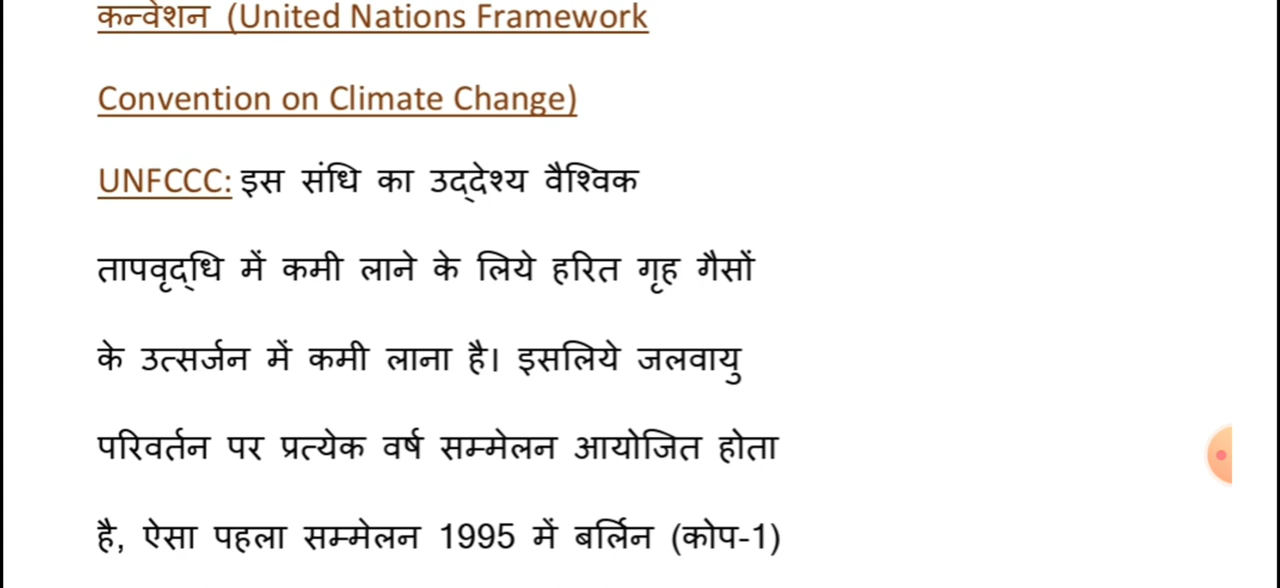 कन्वेशन (United Nations Framework
Convention on Climate Change)
UNFCCC: इस संधि का उद्देश्य वैश्विक
तापवृद्धि में कमी लाने के लिये हरित गृह गैसों
के उत्सर्जन में कमी लाना है। इसलिये जलवायु
परिवर्तन पर प्रत्येक वर्ष सम्मेलन आयोजित होता
है, ऐसा पहला सम्मेलन 1995 में बर्लिन (कोप-1)